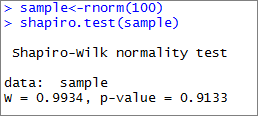 > sample<-rnorm(100)
> shapiro.test(sample)
Shapiro-Wilk normality test
data: sample
W = 0.9934, p-value = 0.9133